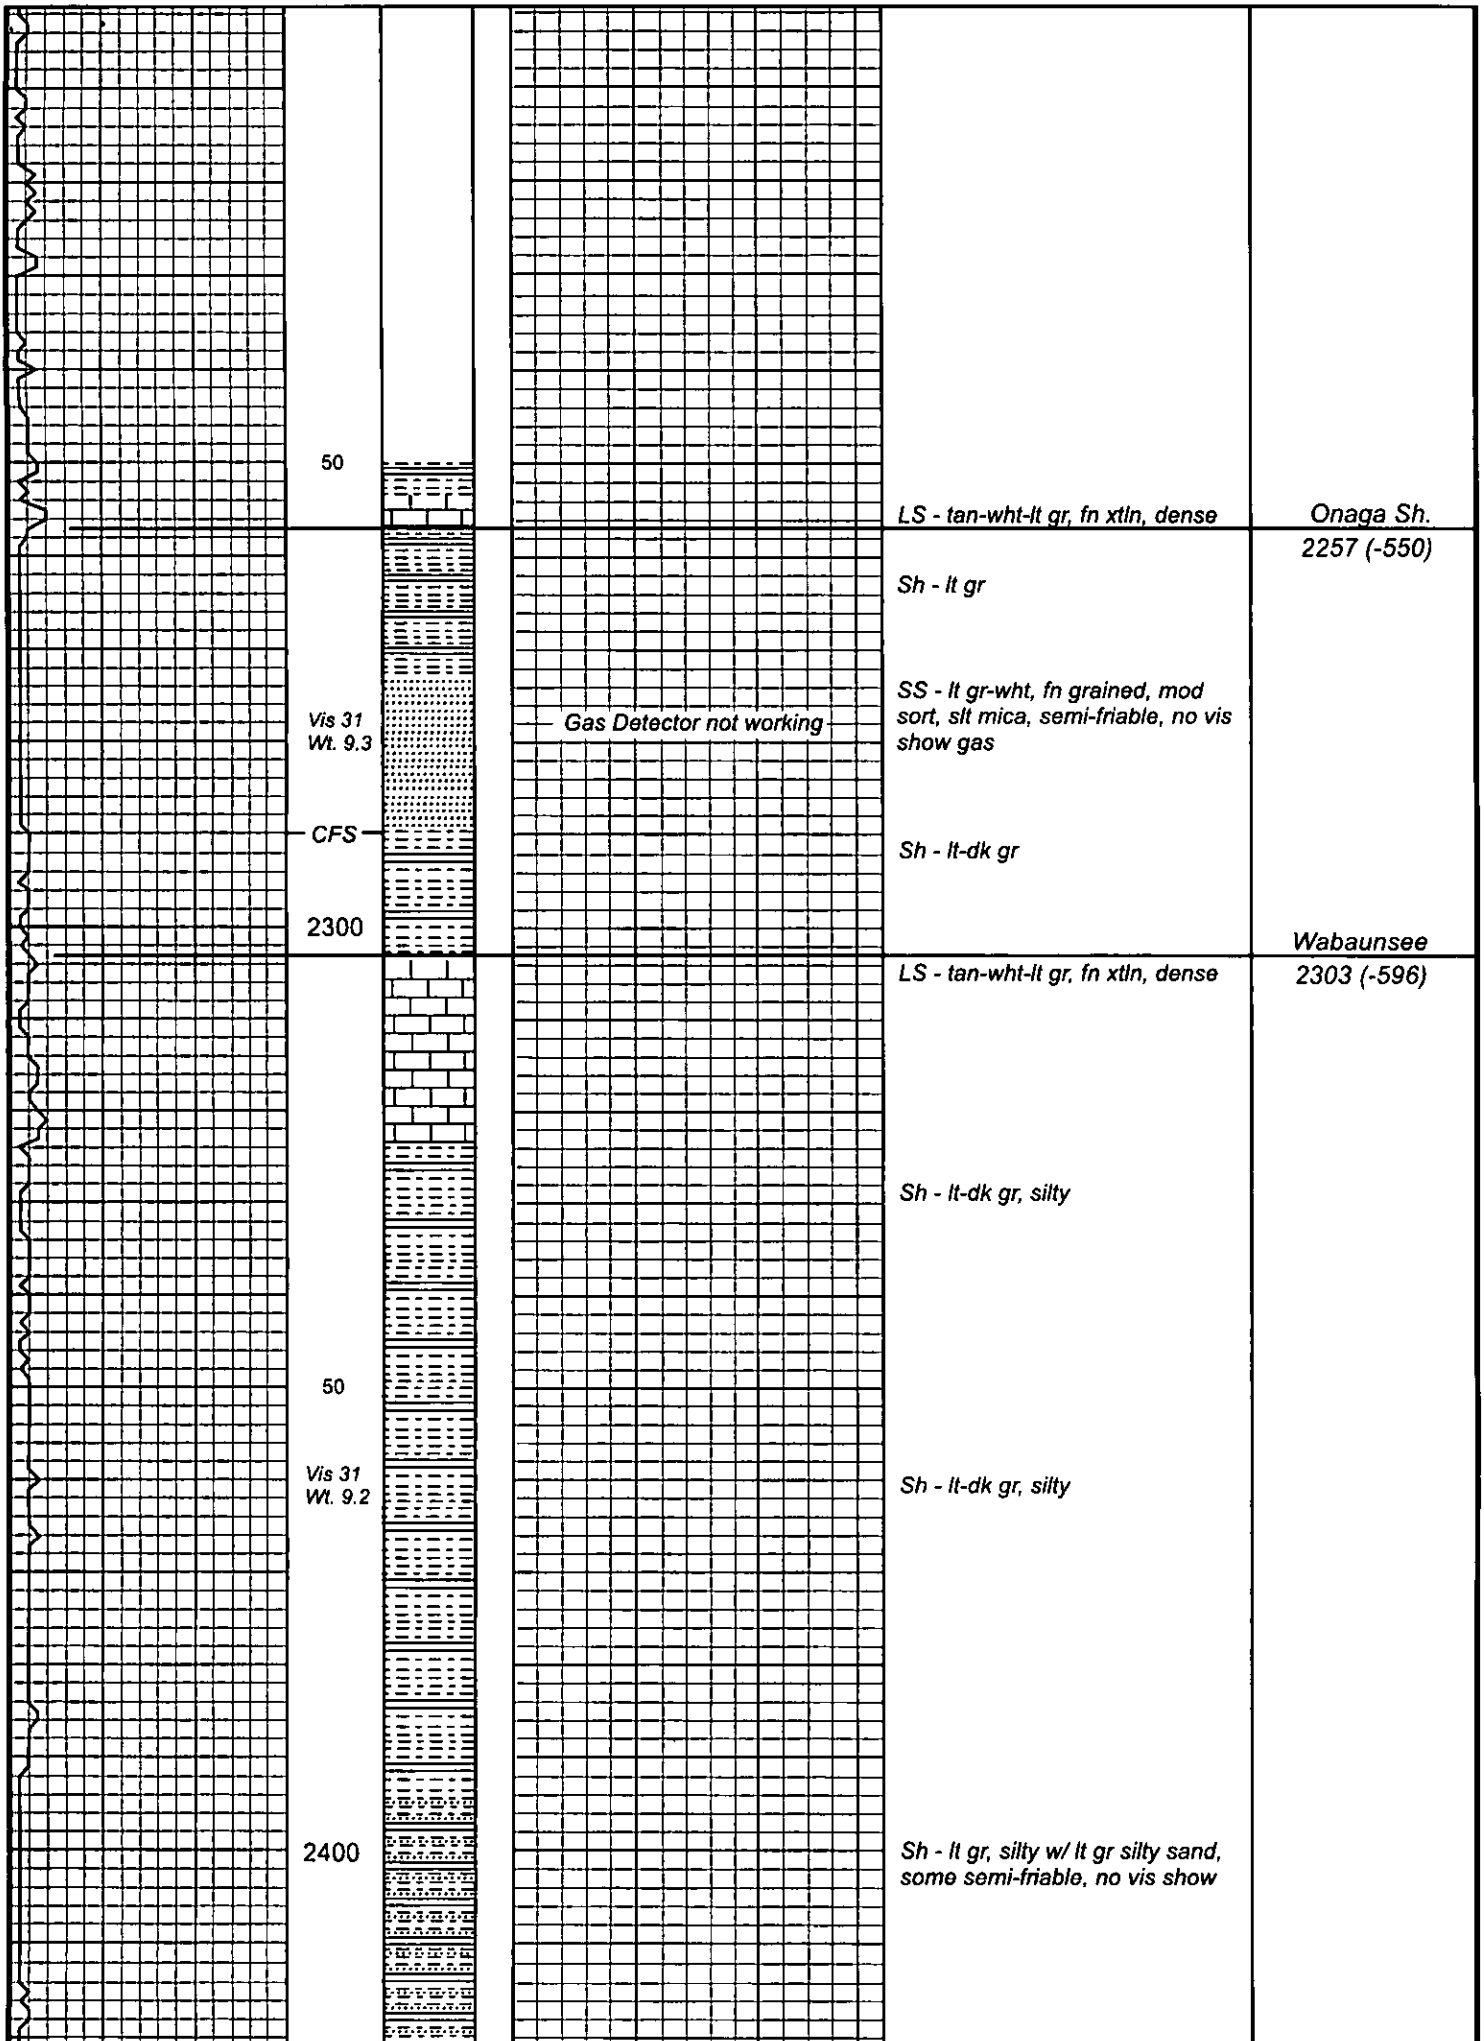 50
LS - tan-wht-lt gr, fn xtln, dense
Onaga Sh.
2257 (-550)
Sh - lt gr
SS - lt gr-wht, fn grained, mod
sort, slt mica, semi-friable, no vis
show gas
Vis 31
Wt. 9.3
Gas Detector not working
CFS
Sh - lt-dk gr
2300
Wabaunsee
LS - tan-wht-lt gr, fn xtln, dense
2303 (-596)
Sh - lt-dk gr, silty
50
Vis 31
Wt. 9.2
Sh - lt-dk gr, silty
2400
Sh - lt gr, silty w/ lt gr silty sand,
some semi-friable, no vis show